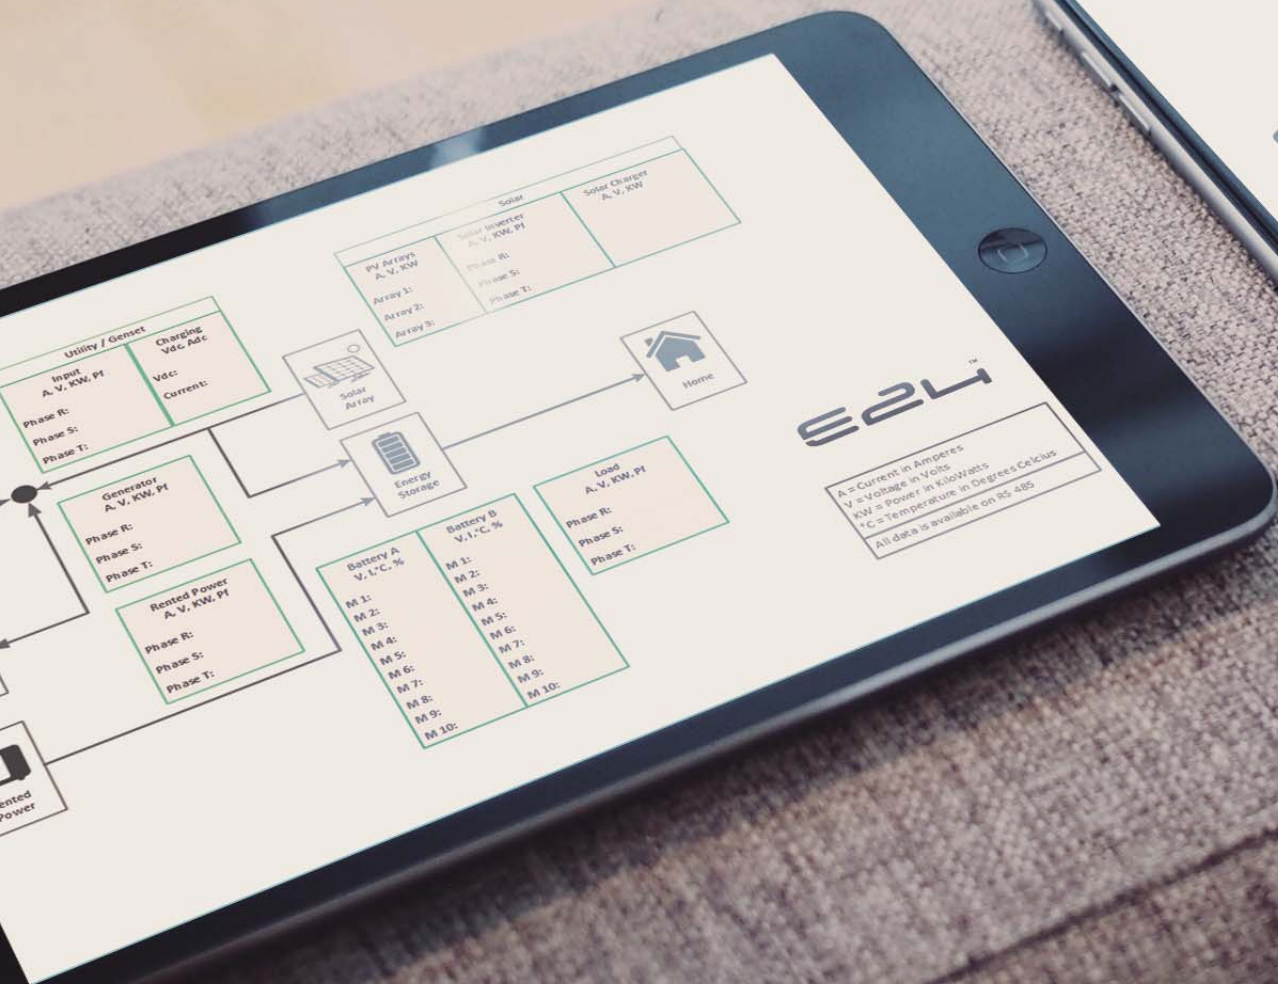 Solar
PV Arrays
A, V, KW
Array 1:
Array 2:
Array 3:
Solar Inverter
A, V, KW, Pf
Phase R:
Phase S:
Phase T:
Solar Charger
A, V, KW
Utility / Genset
Input
A, V, KW, Pf
Phase R:
Phase S:
Phase T:
Charging
Vdc, Adc
Vdc:
Current:
Solar
Array
Home
Energy
Storage
Generator
A, V, KW, Pf
Phase R:
Phase S:
Phase T:
Rented Power
A, V, KW, Pf
Phase R:
Phase S:
Phase T:
Battery A
V, I,°C, %
M 1:
M 2:
M 3:
M 4:
M 5:
M 6:
M 7:
M 8:
M 9:
M 10:
Battery B
V, I,°C, %
M 1:
M 2:
M 3:
M 4:
M 5:
M 6:
M 7:
M 8:
M 9:
M 10:
Load
A, V, KW, Pf
Phase R:
Phase S:
Phase T:
E24™
A = Current in Amperes
V = Voltage in Volts
KW = Power in KiloWatts
°C = Temperature in Degrees Celcius
All data is available on RS 485
ented
Power